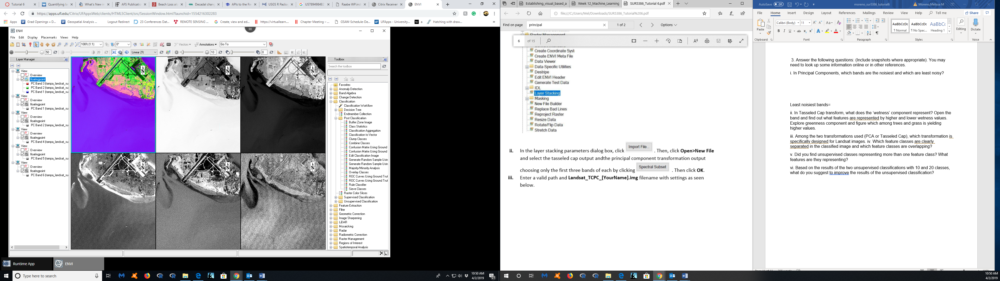 Tutorial 6
Quantifying la
What's New in
AFS Publicatio
Beach Loss alo
Decadal chang
APIs to the Re
USGS R Packa
US7894984B2
Raabe WP.ind
Citrix Receiver
ENVI
https://apps.ufl.edu/Citrix/UFAppsWeb/clients/HTML5Client/src/SessionWindow.html?launchid=1554216302283
Apps
Grad Openings » D...
Geospatial Analysis ...
Logout Redirect
23 Conferences Dat...
REMOTE SENSING ...
Create, view and ed...
https://virtuallearn...
Chapter Meeting – ...
GSAW-Schedule-De...
UFApps - University...
a
Hatching with draw...
ENVI
File Edit Display Placemarks Views Help
100% (1:1)
0°
Vectors
Annotations
Go To
50
20
Linear 2%
10
0
Layer Manager
View
Overview
floatingpoint
PC Band 3 (tampa_landsat_su
PC Band 2 (tampa_landsat_su
PC Band 1 (tampa_landsat_su
View
Overview
floatingpoint
PC Band 1 (tampa_landsat_su
View
Overview
floatingpoint
PC Band 2 (tampa_landsat_su
View
Overview
floatingpoint
PC Band 4 (tampa_landsat_su
View
Overview
floatingpoint
PC Band 5 (tampa_landsat_su
View
Overview
floatingpoint
PC Band 6 (tampa_landsat_su
N
N
N
N
N
N
Toolbox
Search the toolbox
Favorites
Anomaly Detection
Band Algebra
Change Detection
Classification
Classification Workflow
Decision Tree
Endmember Collection
Post Classification
Buffer Zone Image
Class Statistics
Classification Aggregation
Classification to Vector
Clump Classes
Combine Classes
Confusion Matrix Using Ground
Confusion Matrix Using Ground
Edit Classification Image
Generate Random Sample Usin
Generate Random Sample Usin
Majority/Minority Analysis
Overlay Classes
ROC Curves Using Ground Trut
ROC Curves Using Ground Trut
Rule Classifier
Sieve Classes
Raster Color Slices
Supervised Classification
Unsupervised Classification
Feature Extraction
Filter
Geometric Correction
Image Sharpening
LiDAR
Mosaicking
Radar
Radiometric Correction
Raster Management
Regions of Interest
Spatiotemporal Analysis
Runtime App
ENVI
Type here to search
10:50 AM
4/2/2019
21
Establishing_visual_based_a
Week 12_Machine_Learning
SUR5386_Tutorial 6.pdf
file:///C:/Users/Mel/Downloads/SUR5386_Tutorial%206.pdf
Find on page
principal
1 of 2
Options
6 of 15
Create Coordinate Syst
Create ENVI Meta File
Data Viewer
Data-Specific Utilities
Destripe
Edit ENVI Header
Generate Test Data
IDL
Layer Stacking
Masking
New File Builder
Replace Bad Lines
Reproject Raster
Resize Data
Rotate/Flip Data
Stretch Data
ii. In the layer stacking parameters dialog box, click Import File... . Then, click Open>New File
and select the tasseled cap output andthe principal component transformation output
choosing only the first three bands of each by clicking Spectral Subset . Then click OK.
iii. Enter a valid path and Landsat_TCPC_[YourName].img filename with settings as seen
below.
AutoSave Off
moreno_sur5386_tutorial6
Moreno,Melissa M
File Home Insert Design Layout References Mailings Review View Help Tell me
Share
Paste
Calibri (Body) 11
B I U ab
AaBbCcDc
¶ Normal
AaBbCcDc
¶ No Spac...
AaBbCc
Heading 1
Editing
Dictate
Clipboard
Font
Paragraph
Styles
Voice
3. Answer the following questions: (Include snapshots where appropriate). You may
need to look up some information online or in other references.
i. In Principal Components, which bands are the noisiest and which are least noisy?
Least noisiest bands=
ii. In Tasseled Cap transform, what does the 'wetness' component represent? Open the
band and find out what features are represented by higher and lower wetness values.
Explore greenness component and figure which among trees and grass is yielding
higher values.
iii. Among the two transformations used (PCA or Tasseled Cap), which transformation is
specifically designed for Landsat images. iv. Which feature classes are clearly
separated in the classified image and which feature classes are overlapping?
v. Did you find unsupervised classes representing more than one feature class? What
features are they representing?
vi. Based on the results of the two unsupervised classifications with 10 and 20 classes,
what do you suggest to improve the results of the unsupervised classification?
10:50 AM
4/2/2019